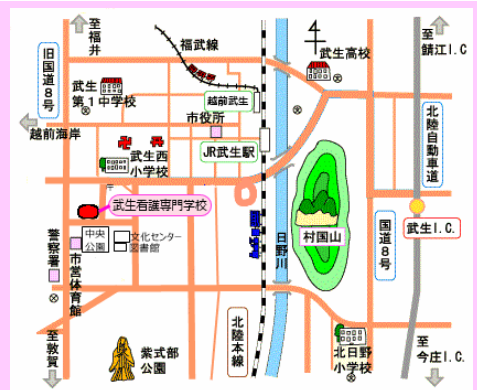 至福井
旧国道8号
福武線
武生高校
至鯖江I.C
武生
第1中学校
越前武生
市役所
北陸自動車道
越前海岸
JR武生駅
武生西
小学校
武生看護専門学校
村国山
国道8号
武生I.C.
中央
公園
文化センター
図書館
警察署
市営体育館
日野川
北陸本線
至敦賀
紫式部
公園
北日野
小学校
至
今庄I.C